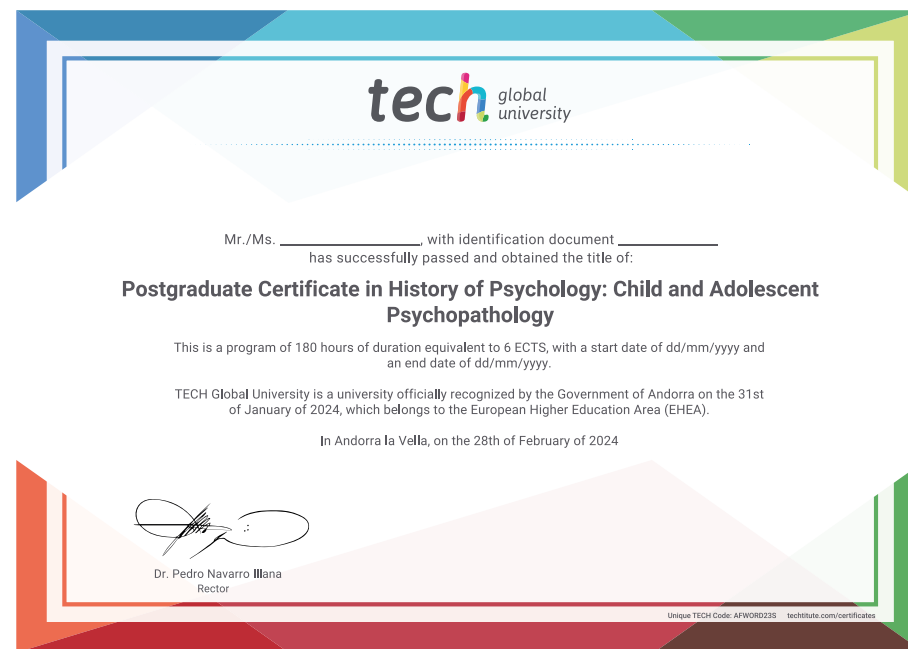 tech global
university
Mr./Ms. ____________________, with identification document ______________
has successfully passed and obtained the title of:
Postgraduate Certificate in History of Psychology: Child and Adolescent
Psychopathology
This is a program of 180 hours of duration equivalent to 6 ECTS, with a start date of dd/mm/yyyy and
an end date of dd/mm/yyyy.
TECH Global University is a university officially recognized by the Government of Andorra on the 31st
of January of 2024, which belongs to the European Higher Education Area (EHEA).
In Andorra la Vella, on the 28th of February of 2024
Dr. Pedro Navarro Illana
Rector
Unique TECH Code: AFWORD23S techtitute.com/certificates